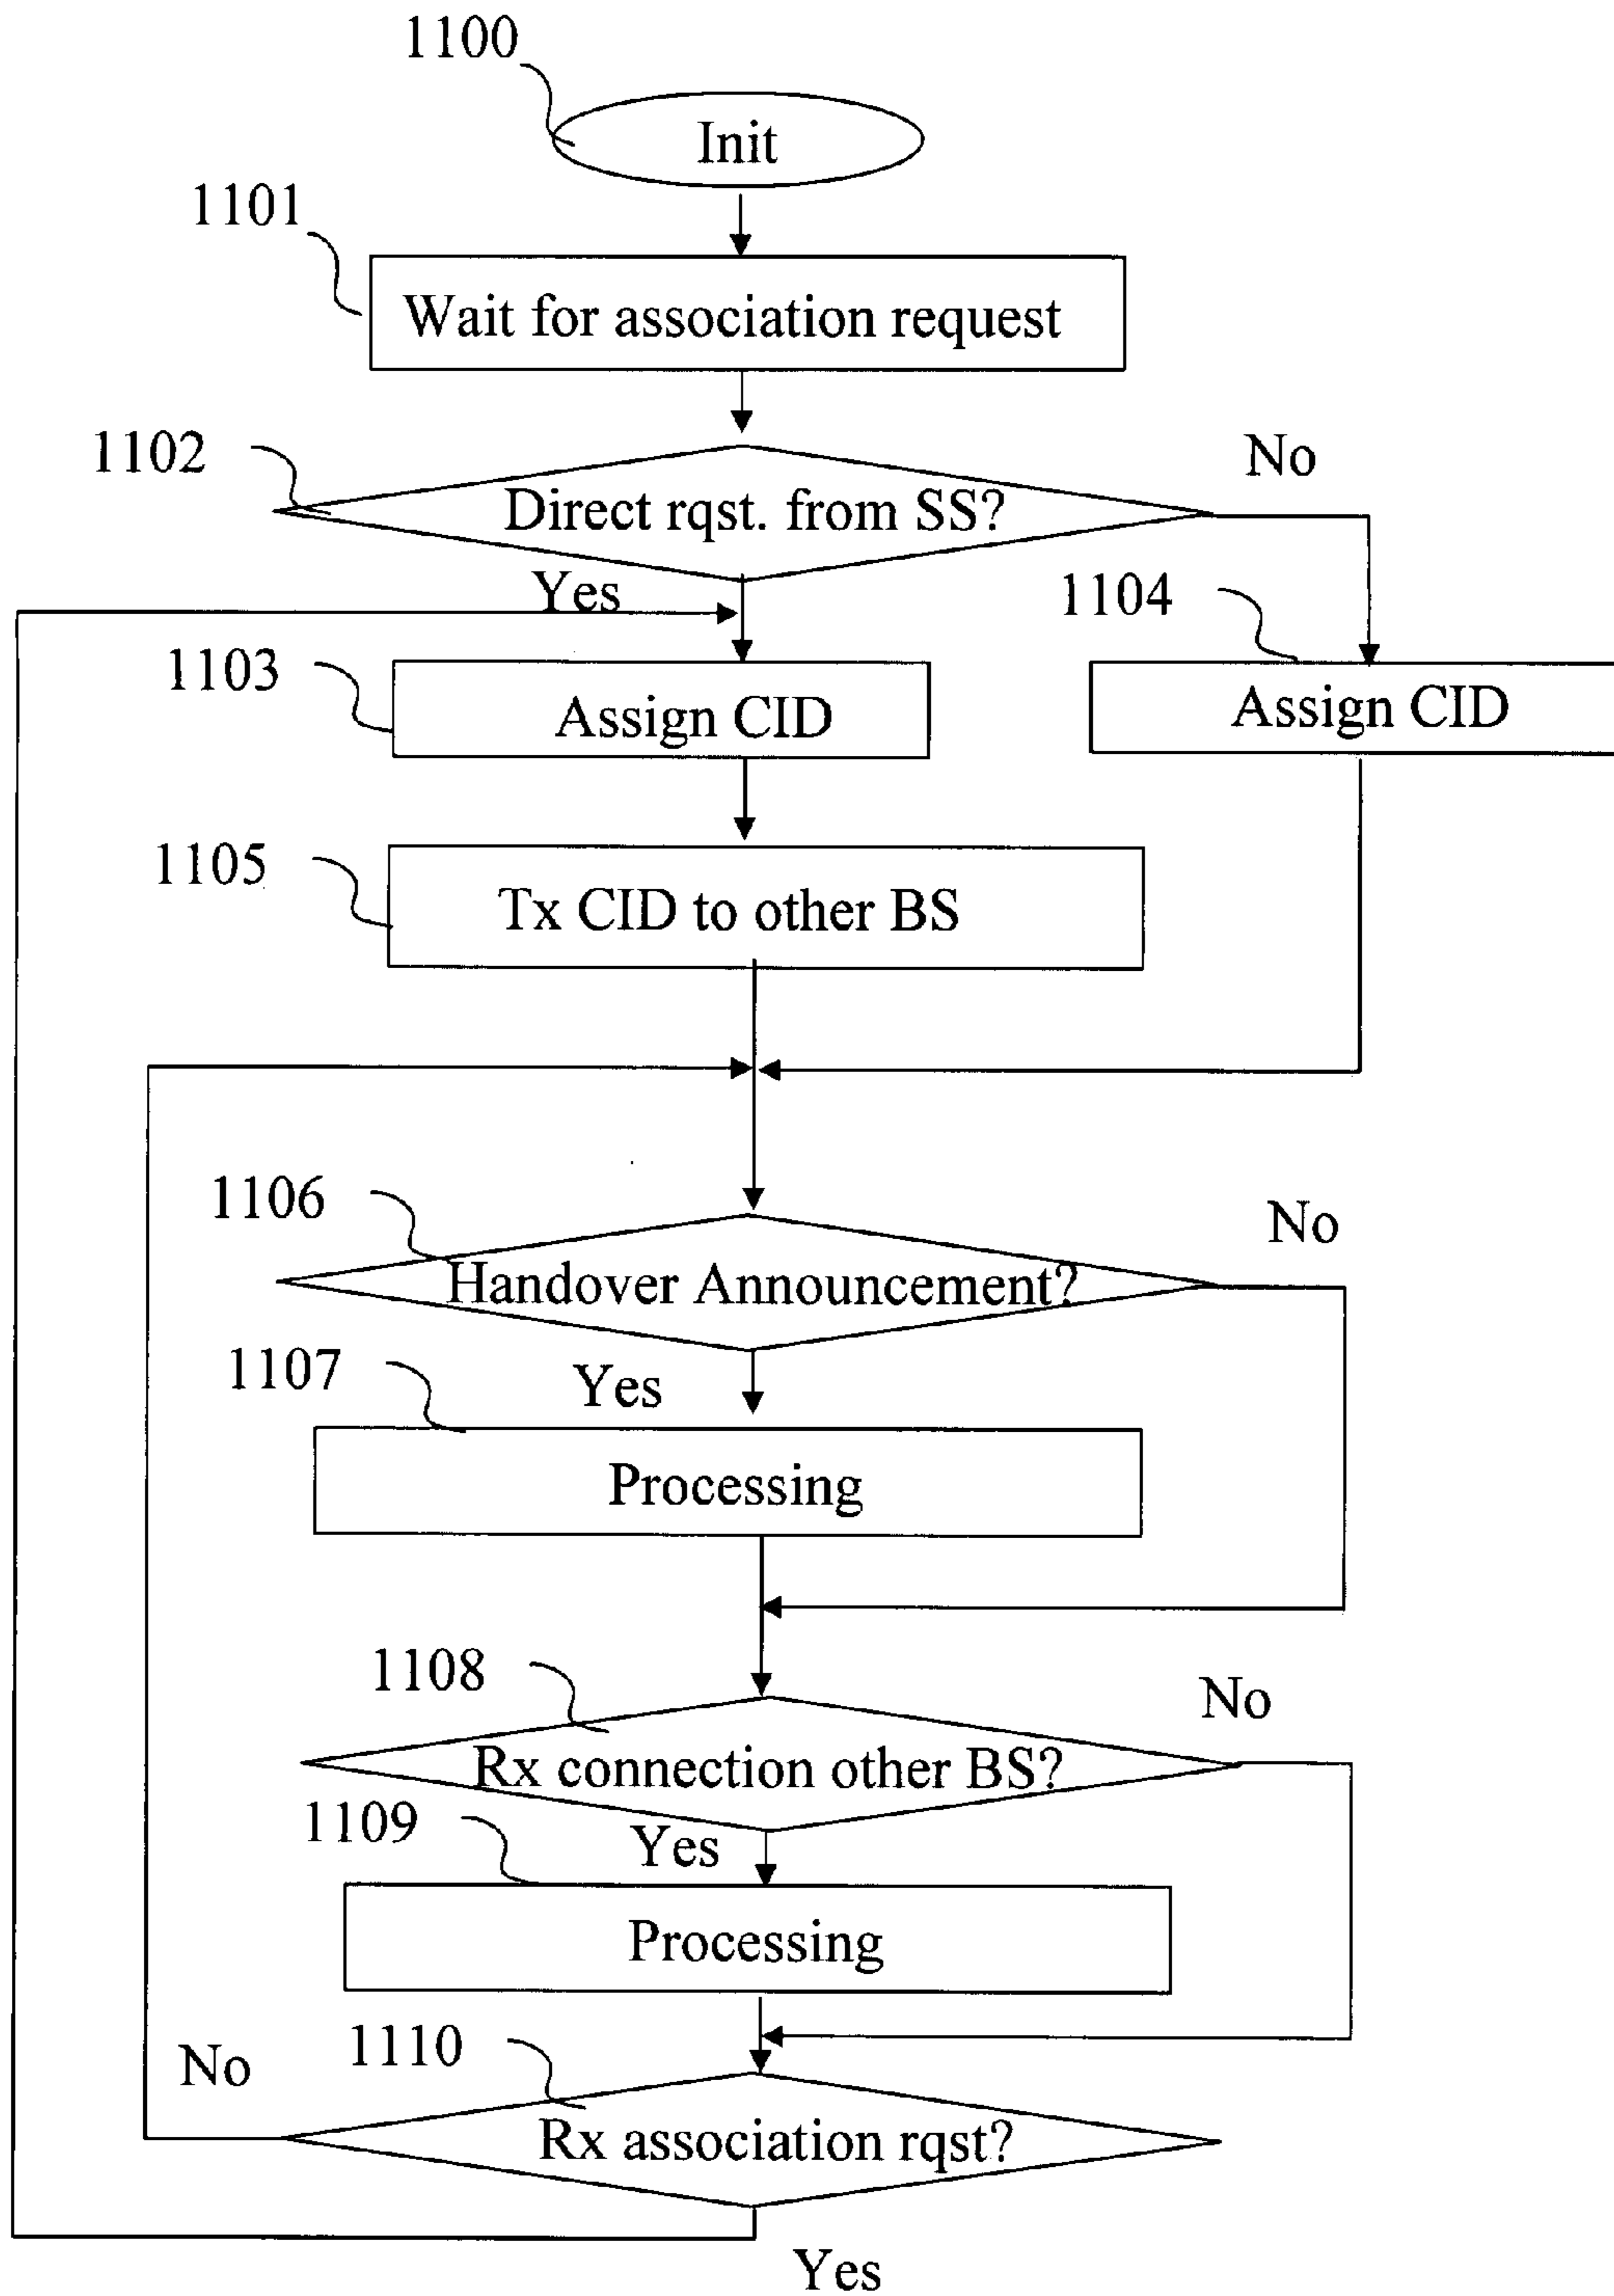 1100
Init
1101
Wait for association request
1102
No
Direct rqst. from SS?
Yes
1104
1103
Assign CID
Assign CID
1105
Tx CID to other BS
1106
No
Handover Announcement?
1107
Yes
Processing
1108
No
Rx connection other BS?
1109
Yes
Processing
1110
No
Rx association rqst?
Yes